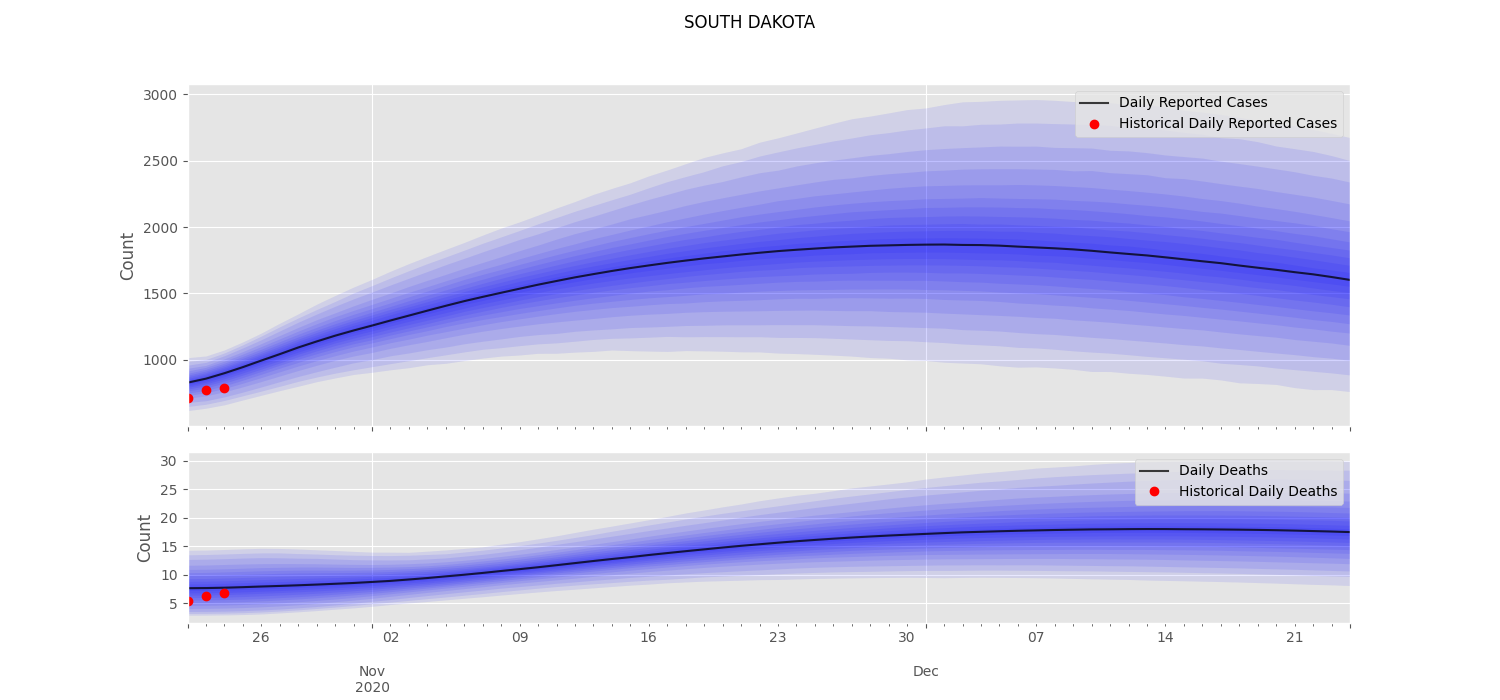 SOUTH DAKOTA
3000
2500
2000
1500
1000
Count
Daily Reported Cases
Historical Daily Reported Cases
30
25
20
15
10
5
Count
Daily Deaths
Historical Daily Deaths
26 02 09 16 23 30 07 14 21
Nov Dec
2020